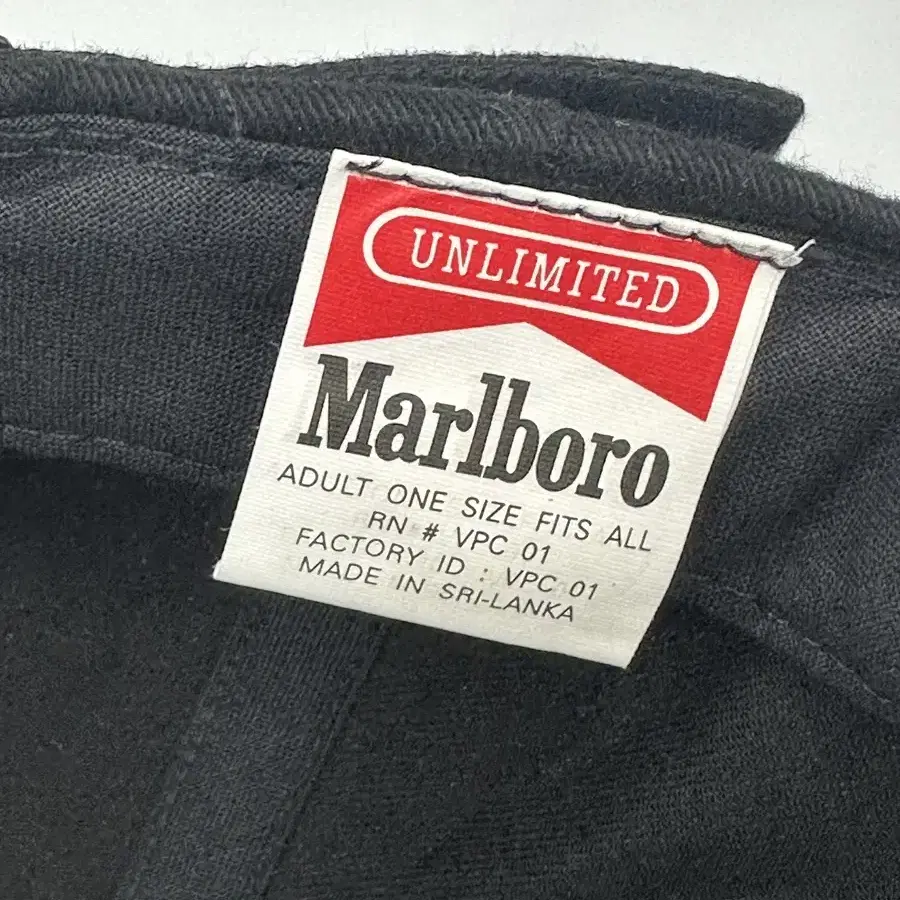 UNLIMITED
Marlboro
ADULT ONE SIZE FITS ALL
RN # VPC 01
FACTORY ID : VPC 01
MADE IN SRI-LANKA